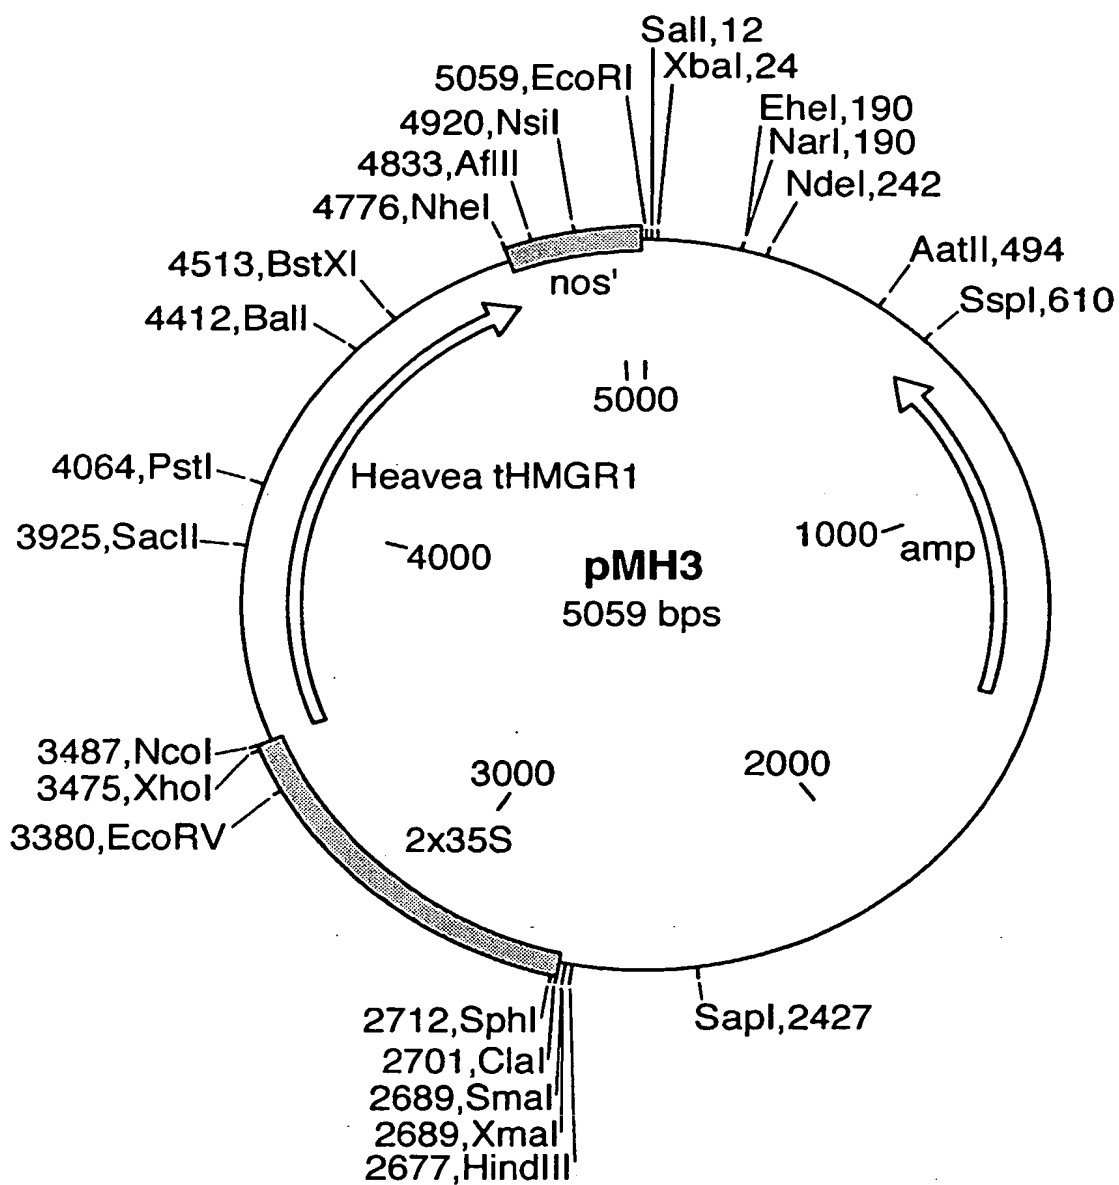 SalI,12
XbaI,24
5059,EcoRI
EheI,190
4920,NsiI
NarI,190
4833,AflII
NdeI,242
4776,NheI
AatII,494
4513,BstXI
nos'
SspI,610
4412,BalI
5000
4064,PstI
Heavea tHMGR1
3925,SacII
4000
1000
amp
pMH3
5059 bps
3487,NcoI
3000
2000
3475,XhoI
3380,EcoRV
2x35S
2712,SphI
SapI,2427
2701,ClaI
2689,SmaI
2689,XmaI
2677,HindIII